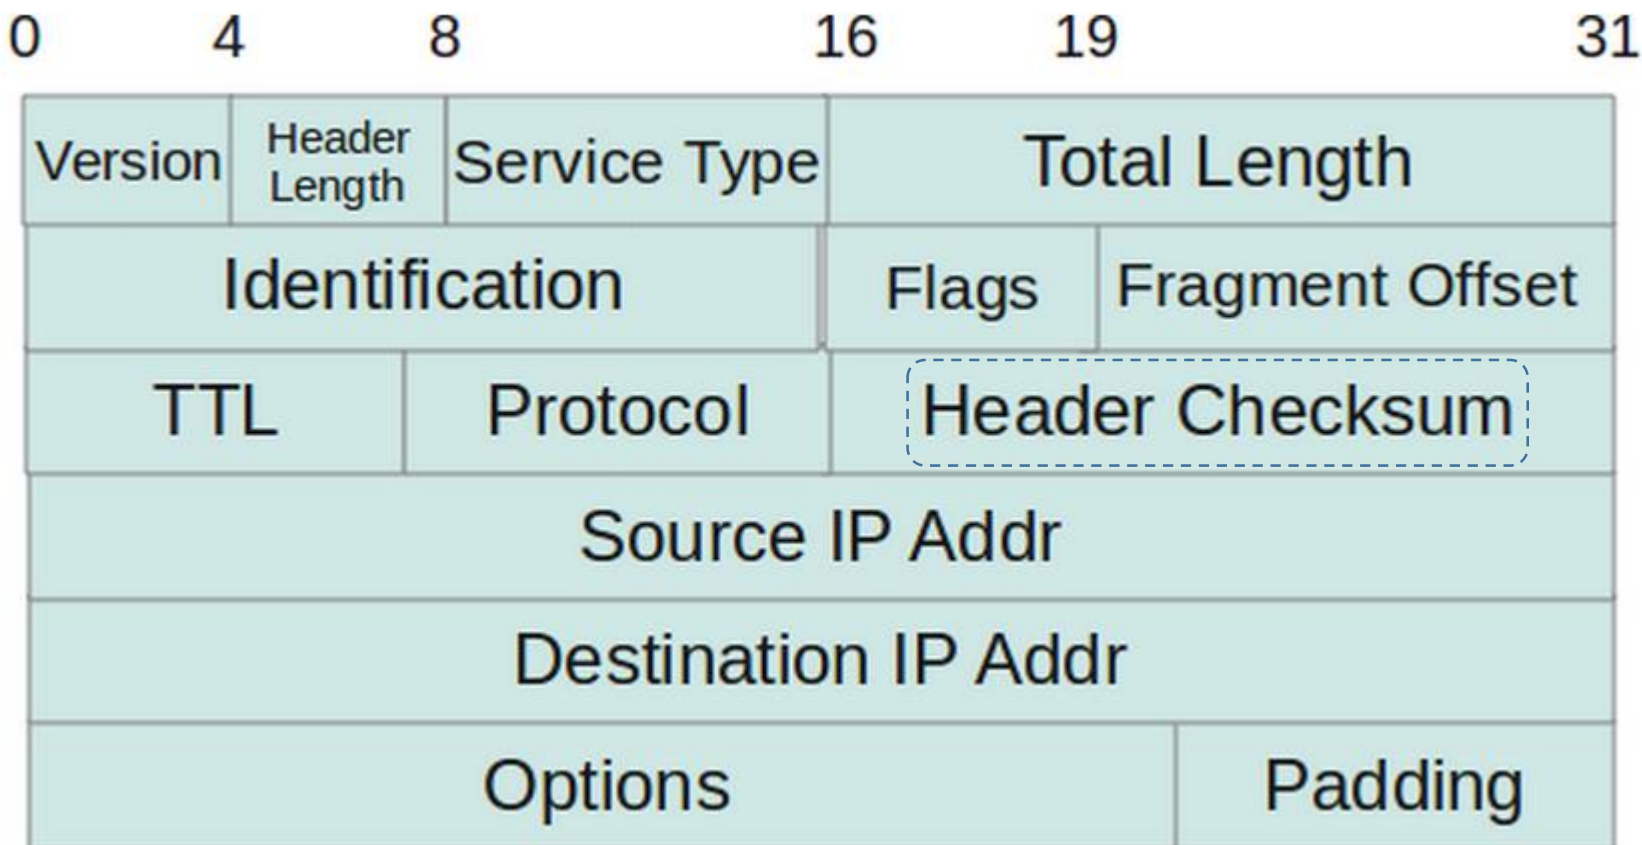 0 4 8 16 19 31
Version Header Length Service Type Total Length
Identification Flags Fragment Offset
TTL Protocol Header Checksum
Source IP Addr
Destination IP Addr
Options Padding